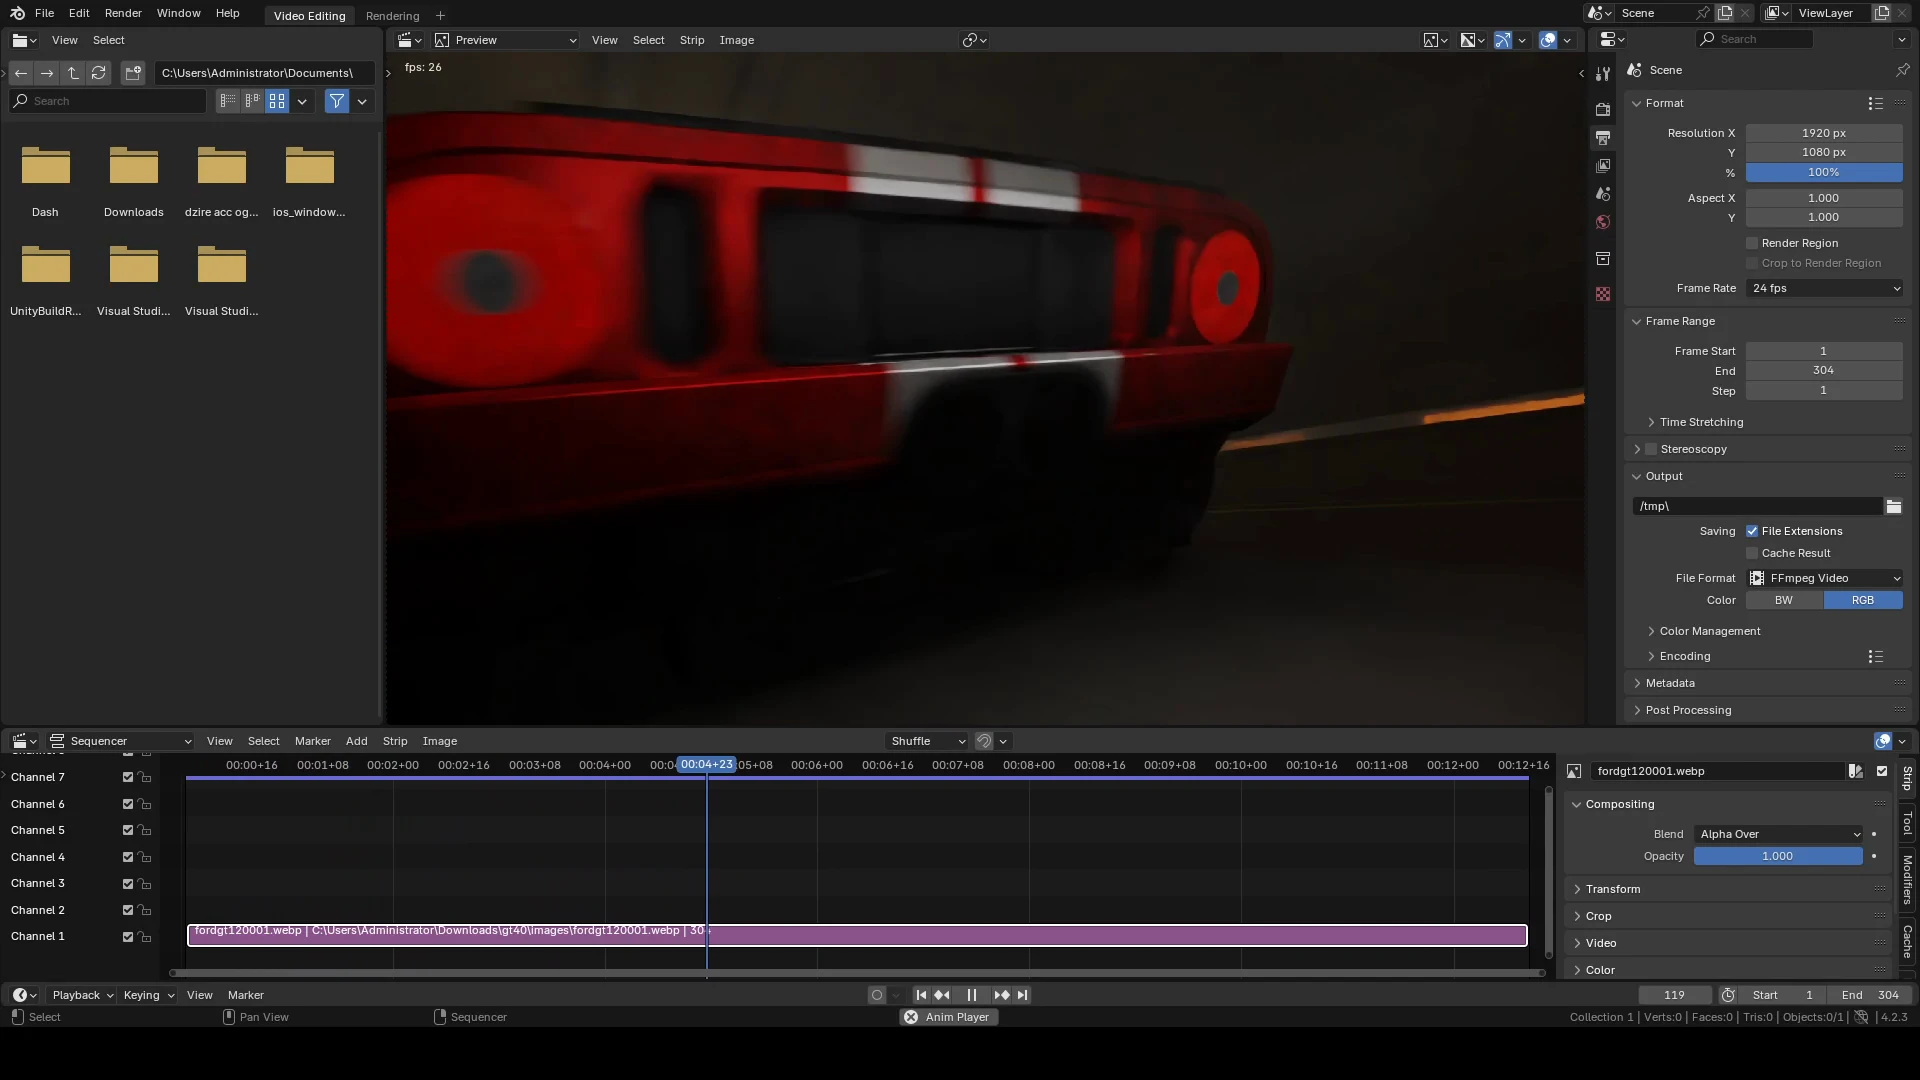 File Edit Render Window Help Video Editing Rendering + Scene ViewLayer
View Select
C:\Users\Administrator\Documents\
Search
Dash Downloads dzire acc og... ios_window...
UnityBuildR... Visual Studi... Visual Studi...
Preview View Select Strip Image
fps: 26
Search
Scene
Format
Resolution X 1920 px
Y 1080 px
% 100%
Aspect X 1.000
Y 1.000
Render Region
Crop to Render Region
Frame Rate 24 fps
Frame Range
Frame Start 1
End 304
Step 1
Time Stretching
Stereoscopy
Output
/tmp\
Saving File Extensions
Cache Result
File Format FFmpeg Video
Color BW RGB
Color Management
Encoding
Metadata
Post Processing
Sequencer View Select Marker Add Strip Image Shuffle
00:00+16 00:01+08 00:02+00 00:02+16 00:03+08 00:04+00 00:04+23 :05+08 00:06+00 00:06+16 00:07+08 00:08+00 00:08+16 00:09+08 00:10+00 00:10+16 00:11+08 00:12+00 00:12+16
Channel 7
Channel 6
Channel 5
Channel 4
Channel 3
Channel 2
Channel 1
fordgt120001.webp | C:\Users\Administrator\Downloads\gt40\images\fordgt120001.webp | 304
fordgt120001.webp
Compositing
Blend Alpha Over
Opacity 1.000
Transform
Crop
Video
Color
Strip
Tool
Modifiers
Cache
Playback Keying View Marker 119 Start 1 End 304
Select Pan View Sequencer Anim Player Collection 1 | Verts:0 | Faces:0 | Tris:0 | Objects:0/1 | 4.2.3